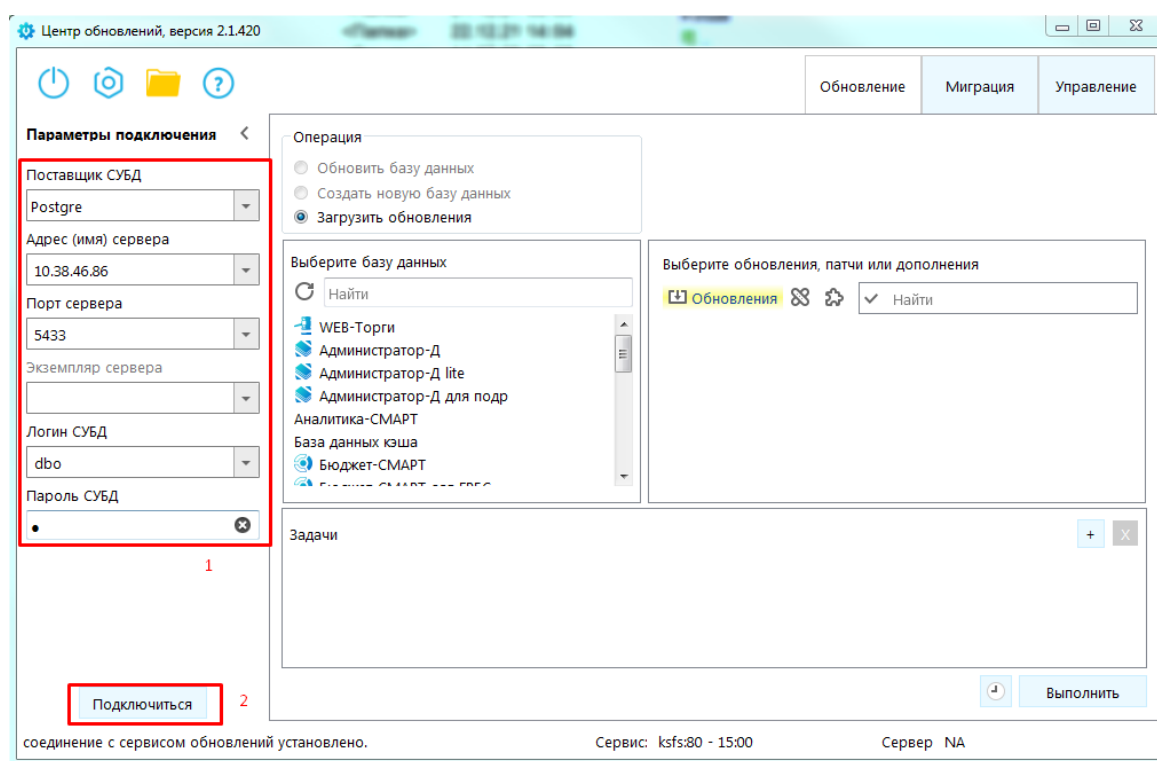 Центр обновлений, версия 2.1.420
Обновление
Миграция
Управление
Параметры подключения
Поставщик СУБД
Postgre
Адрес (имя) сервера
10.38.46.86
Порт сервера
5433
Экземпляр сервера
Логин СУБД
dbo
Пароль СУБД
1
Подключиться 2
Операция
Обновить базу данных
Создать новую базу данных
Загрузить обновления
Выберите базу данных
Найти
WEB-Торги
Администратор-Д
Администратор-Д lite
Администратор-Д для подр
Аналитика-СМАРТ
База данных кэша
Бюджет-СМАРТ
Выберите обновления, патчи или дополнения
Обновления Найти
Задачи
+ X
Выполнить
соединение с сервисом обновлений установлено. Сервис: ksfs:80 - 15:00 Сервер NA